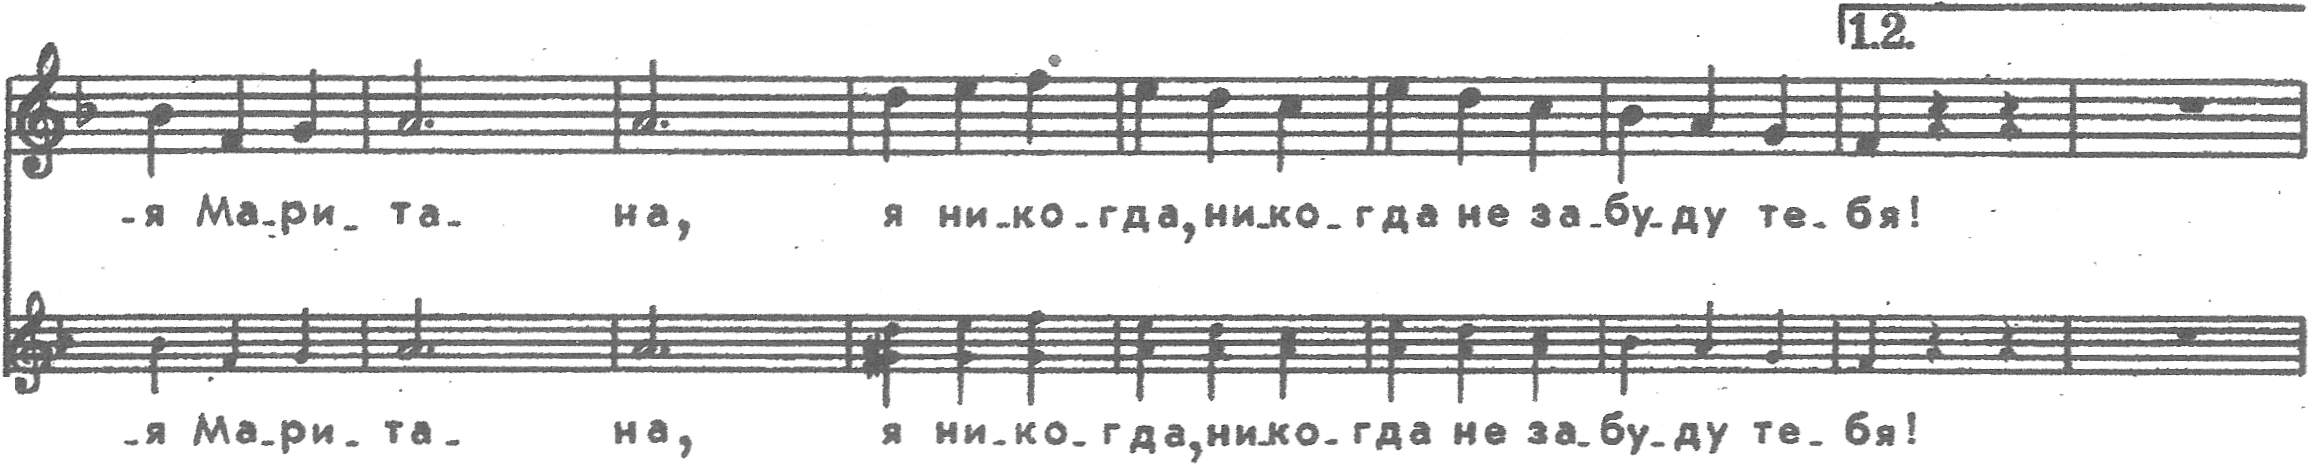 1.2.
-я Ма-ри-та-на, я ни-ко-гда, ни-ко-гда не за-бу-ду те-бя!
-я Ма-ри-та-на, я ни-ко-гда, ни-ко-гда не за-бу-ду те-бя!